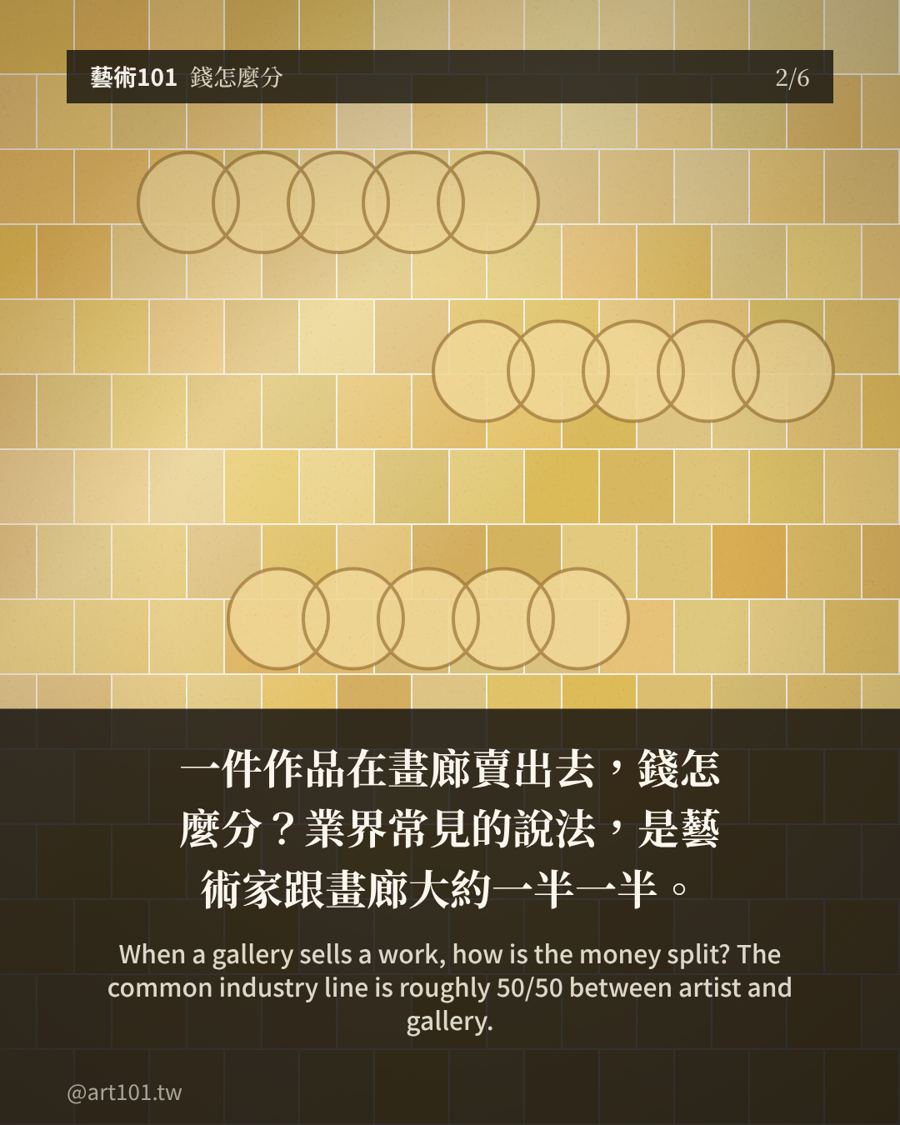 藝術101 錢怎麼分
2/6
一件作品在畫廊賣出去，錢怎
麼分？業界常見的說法，是藝
術家跟畫廊大約一半一半。
When a gallery sells a work, how is the money split? The
common industry line is roughly 50/50 between artist and
gallery.
@art101.tw